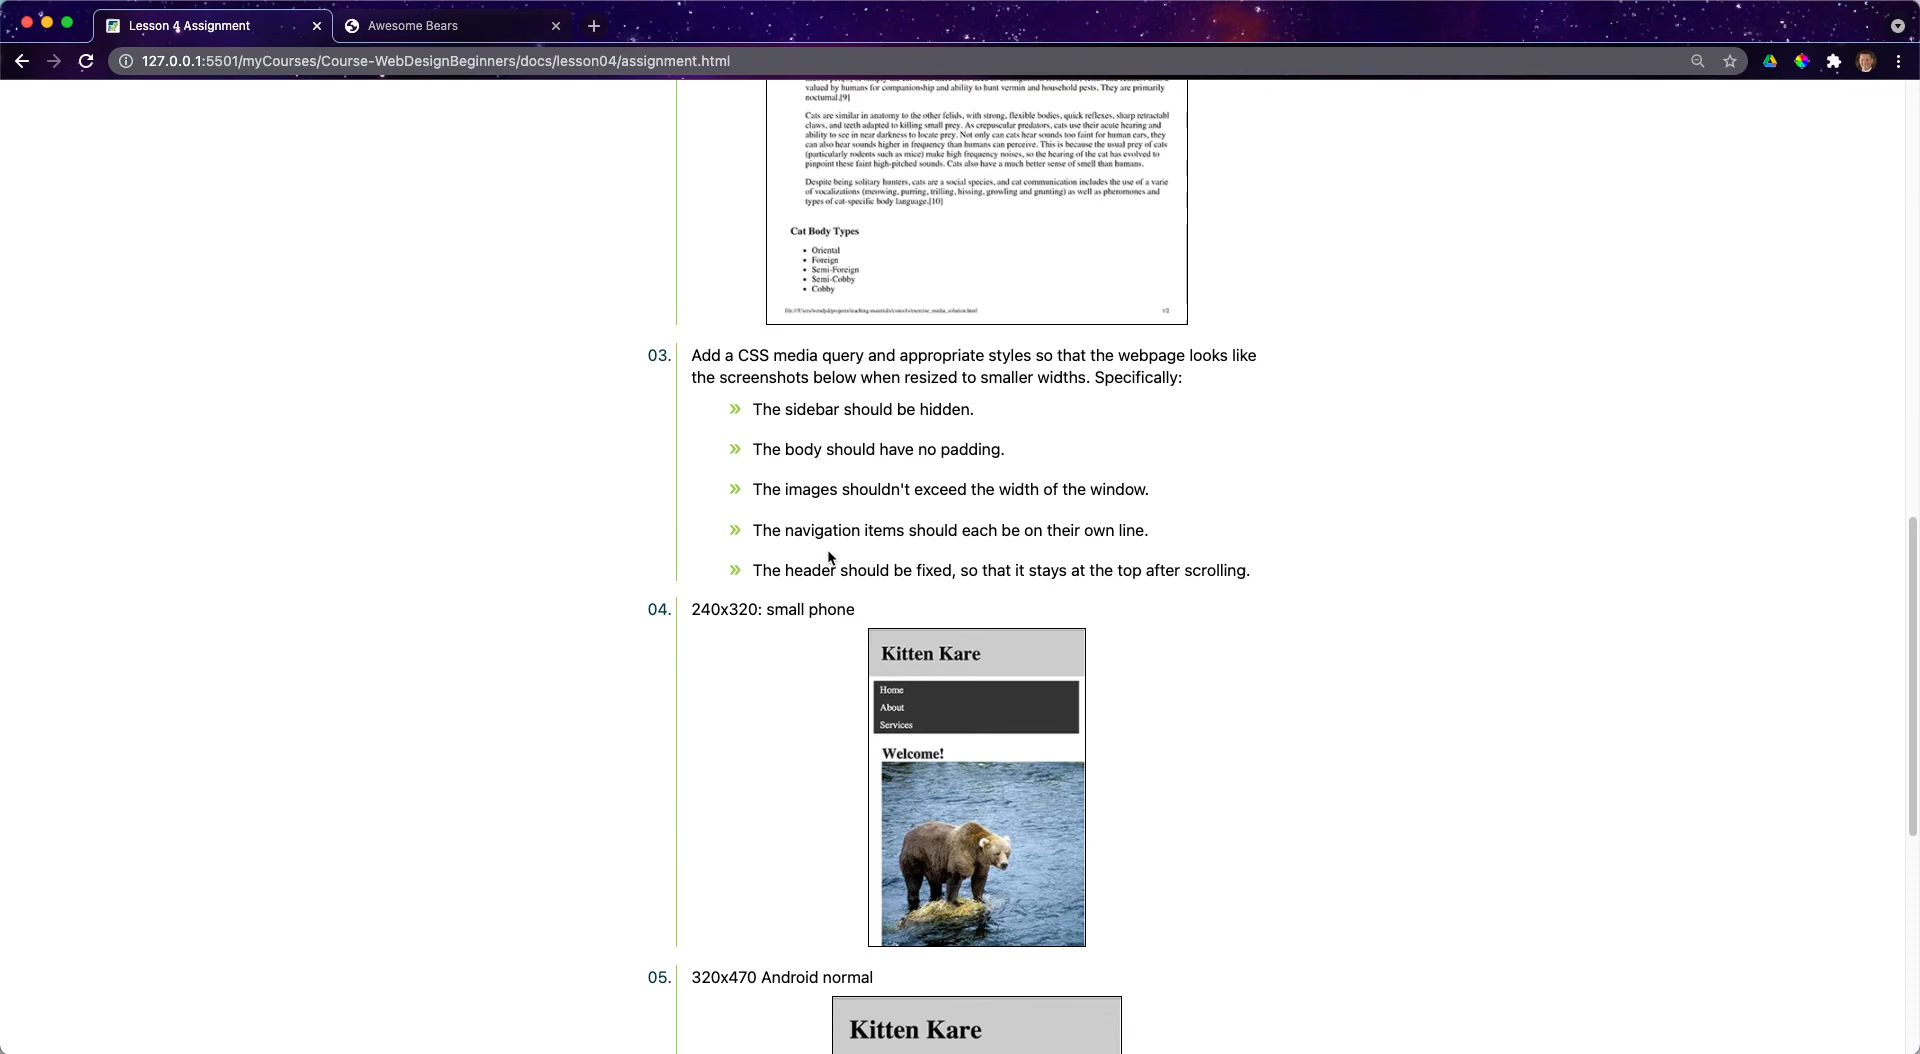 Lesson 4 Assignment
Awesome Bears
127.0.0.1:5501/myCourses/Course-WebDesignBeginners/docs/lesson04/assignment.html
valued by humans for companionship and ability to hunt vermin and household pests. They are primarily
nocturnal.[9]
Cats are similar in anatomy to the other felids, with strong, flexible bodies, quick reflexes, sharp retractabl
claws, and teeth adapted to killing small prey. As crepuscular predators, cats use their acute hearing and
ability to see in near darkness to locate prey. Not only can cats hear sounds too faint for human ears, they
can also hear sounds higher in frequency than humans can perceive. This is because the usual prey of cats
(particularly rodents such as mice) make high frequency noises, so the hearing of the cat has evolved to
pinpoint these faint high-pitched sounds. Cats also have a much better sense of smell than humans.
Despite being solitary hunters, cats are a social species, and cat communication includes the use of a varie
of vocalizations (meowing, purring, trilling, hissing, growling and grunting) as well as pheromones and
types of cat-specific body language.[10]
Cat Body Types
• Oriental
• Foreign
• Semi-Foreign
• Semi-Cobby
• Cobby
1/2
03. Add a CSS media query and appropriate styles so that the webpage looks like
the screenshots below when resized to smaller widths. Specifically:
» The sidebar should be hidden.
» The body should have no padding.
» The images shouldn't exceed the width of the window.
» The navigation items should each be on their own line.
» The header should be fixed, so that it stays at the top after scrolling.
04. 240x320: small phone
Kitten Kare
Home
About
Services
Welcome!
05. 320x470 Android normal
Kitten Kare